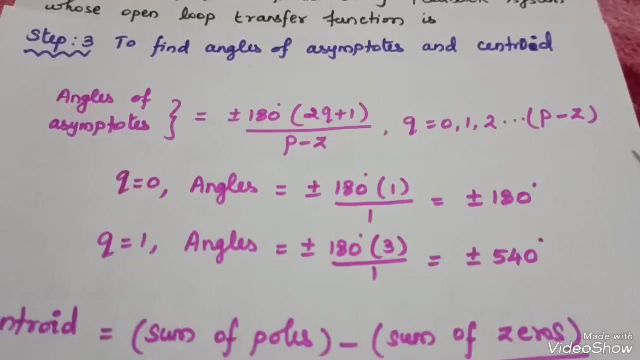 whose open loop transfer function is
Step:3 To find angles of asymptotes and centroid
Angles of asymptotes } = ±180°(2q+1) / p-z , q=0,1,2...(p-z)
q=0, Angles = ± 180°(1) / 1 = ±180°
q=1, Angles = ± 180°(3) / 1 = ± 540°
ntroid = (sum of poles) - (sum of zeros)
Made with
VideoShow